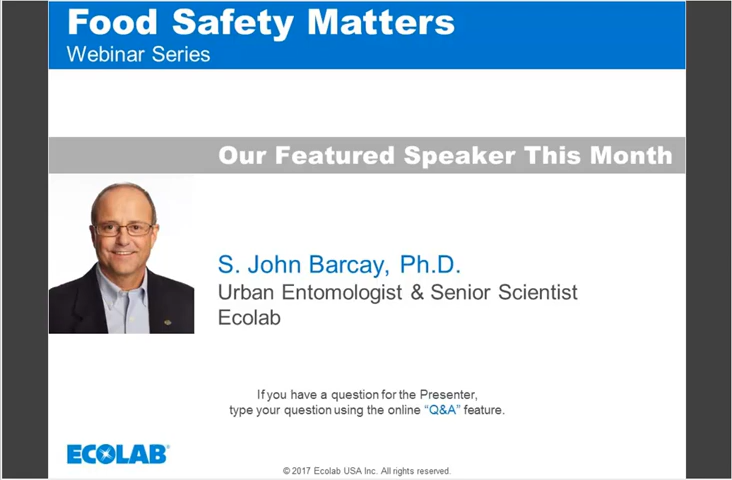 Food Safety Matters
Webinar Series
Our Featured Speaker This Month
S. John Barcay, Ph.D.
Urban Entomologist & Senior Scientist
Ecolab
If you have a question for the Presenter,
type your question using the online “Q&A” feature.
ECOLAB®
© 2017 Ecolab USA Inc. All rights reserved.